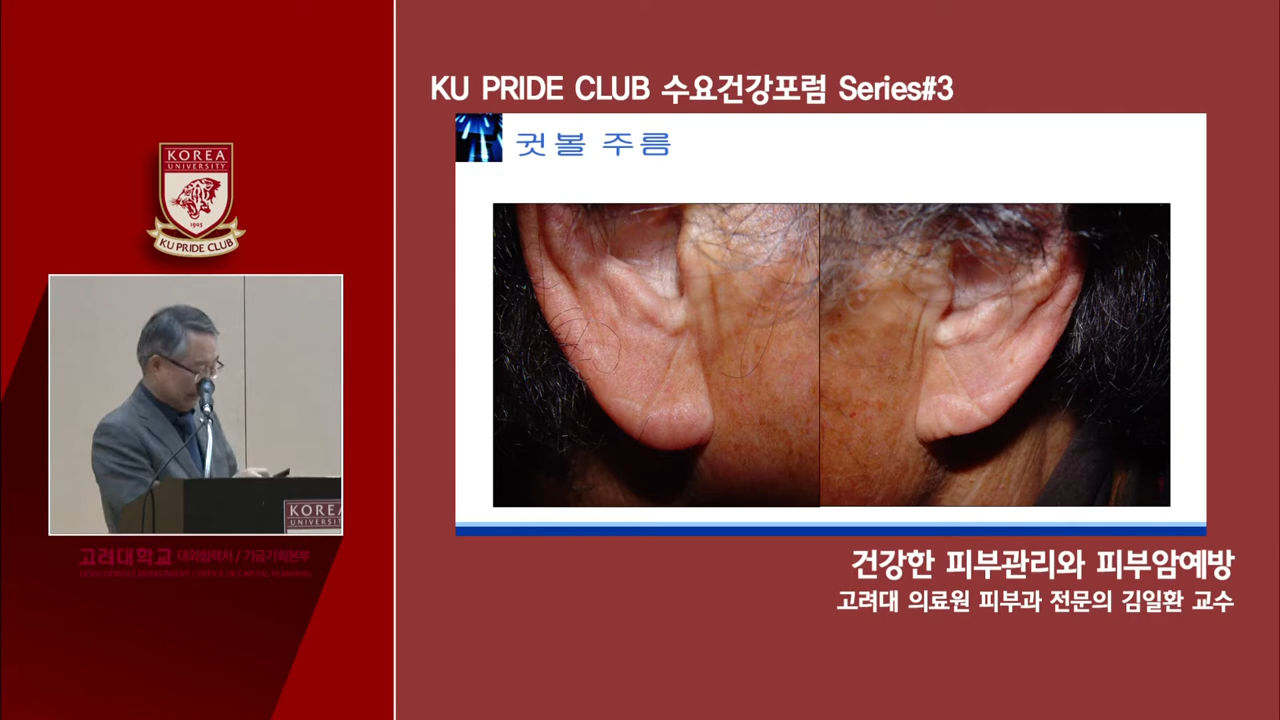 KU PRIDE CLUB 수요건강포럼 Series#3
귓볼 주름
KOREA
UNIVERSITY
1905
KU PRIDE CLUB
KOREA
UNIVERSITY
고려대학교 대외협력처 / 기금기획본부
건강한 피부관리와 피부암예방
고려대 의료원 피부과 전문의 김일환 교수